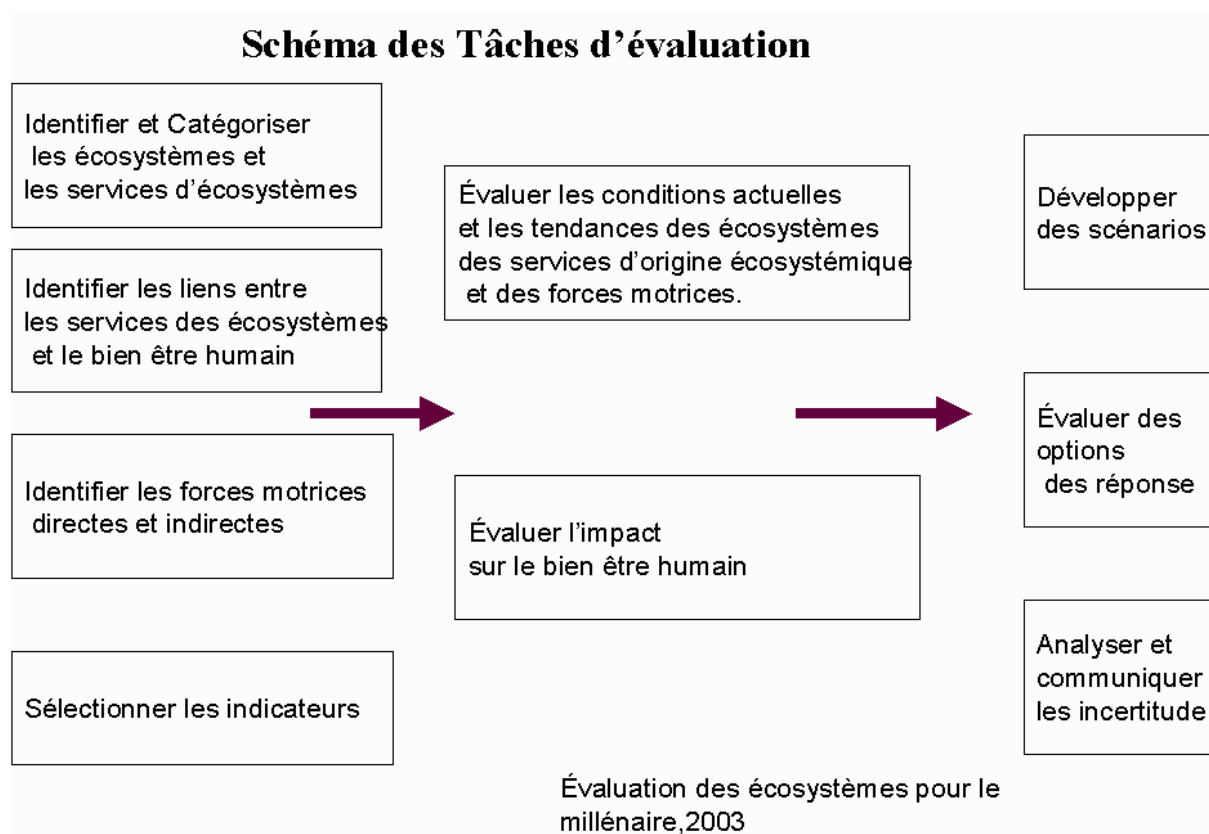 Schéma des Tâches d'évaluation
Identifier et Catégoriser
les écosystèmes et
les services d'écosystèmes
Identifier les liens entre
les services des écosystèmes
et le bien être humain
Identifier les forces motrices
directes et indirectes
Sélectionner les indicateurs
Évaluer les conditions actuelles
et les tendances des écosystèmes
des services d'origine écosystémique
et des forces motrices.
Évaluer l'impact
sur le bien être humain
Développer
des scénarios
Évaluer des
options
des réponse
Analyser et
communiquer
les incertitude
Évaluation des écosystèmes pour le
millénaire,2003